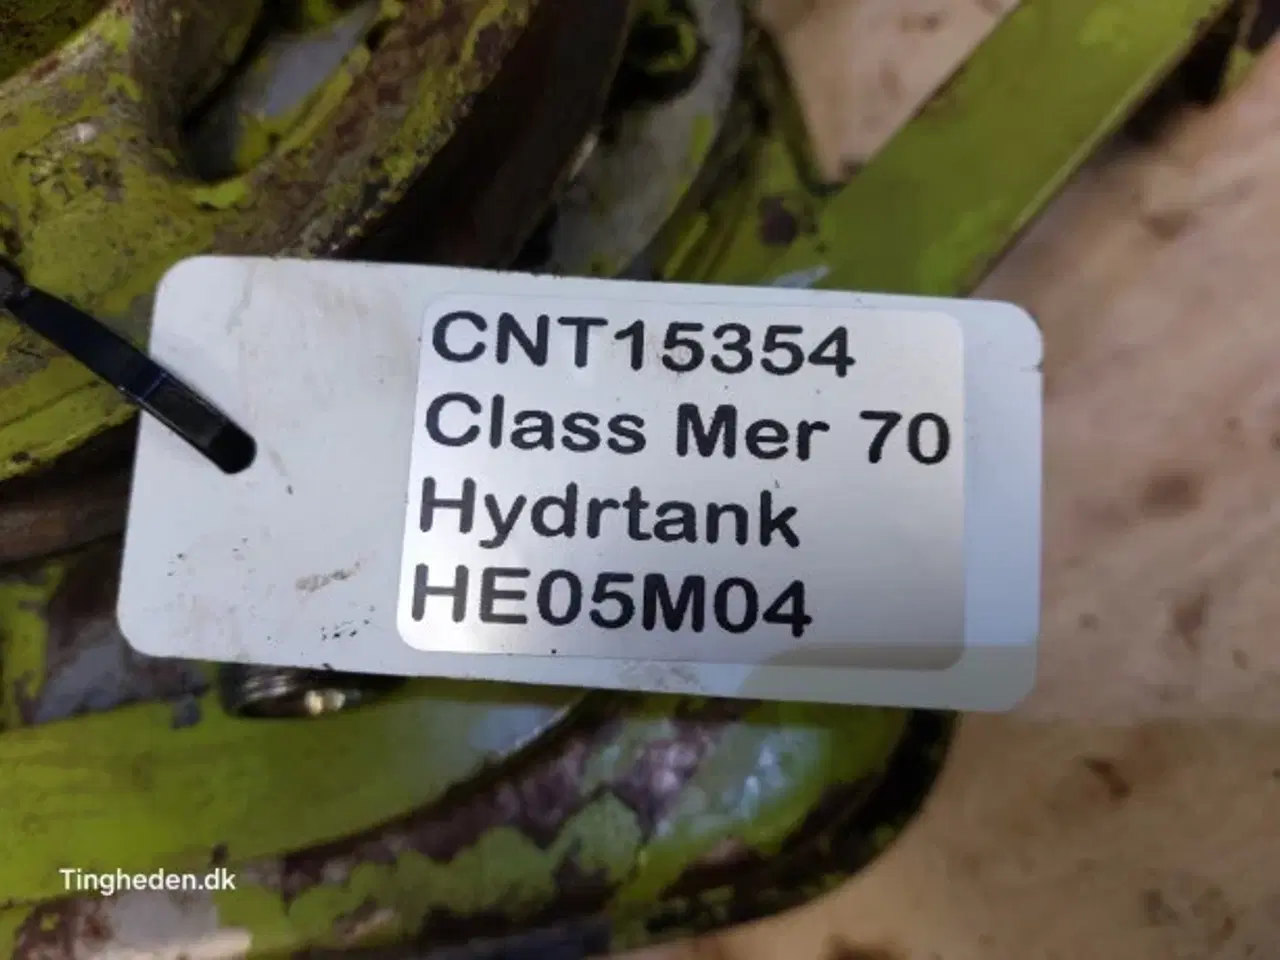 CNT15354
Class Mer 70
Hydrtank
HE05M04
Tingheden.dk